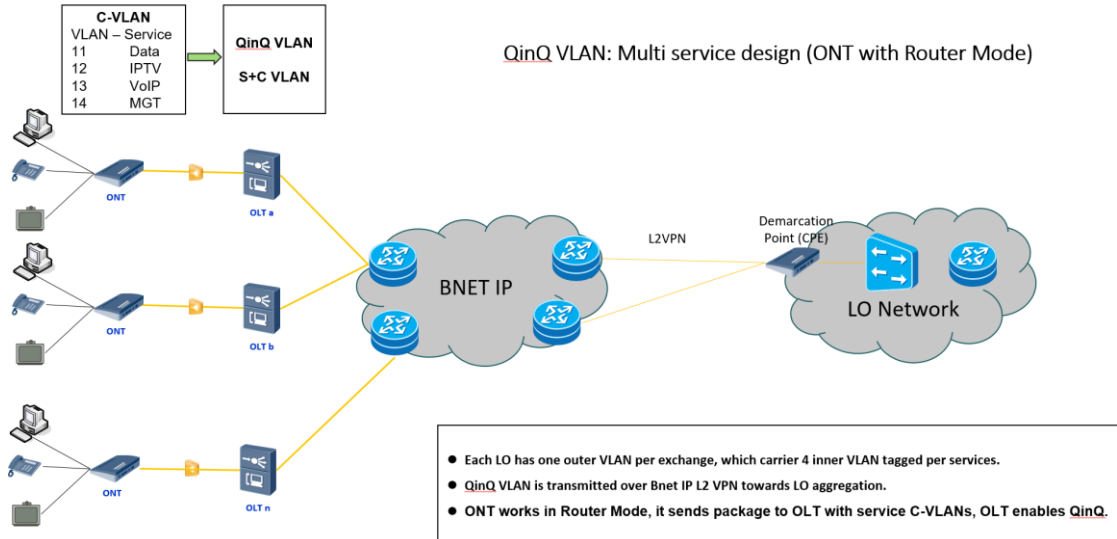 C-VLAN
VLAN – Service
11 Data
12 IPTV
13 VoIP
14 MGT
QinQ VLAN
S+C VLAN
QinQ VLAN: Multi service design (ONT with Router Mode)
ONT
OLT a
ONT
OLT b
ONT
OLT n
BNET IP
L2VPN
Demarcation
Point (CPE)
LO Network
● Each LO has one outer VLAN per exchange, which carrier 4 inner VLAN tagged per services.
● QinQ VLAN is transmitted over Bnet IP L2 VPN towards LO aggregation.
● ONT works in Router Mode, it sends package to OLT with service C-VLANs, OLT enables QinQ.